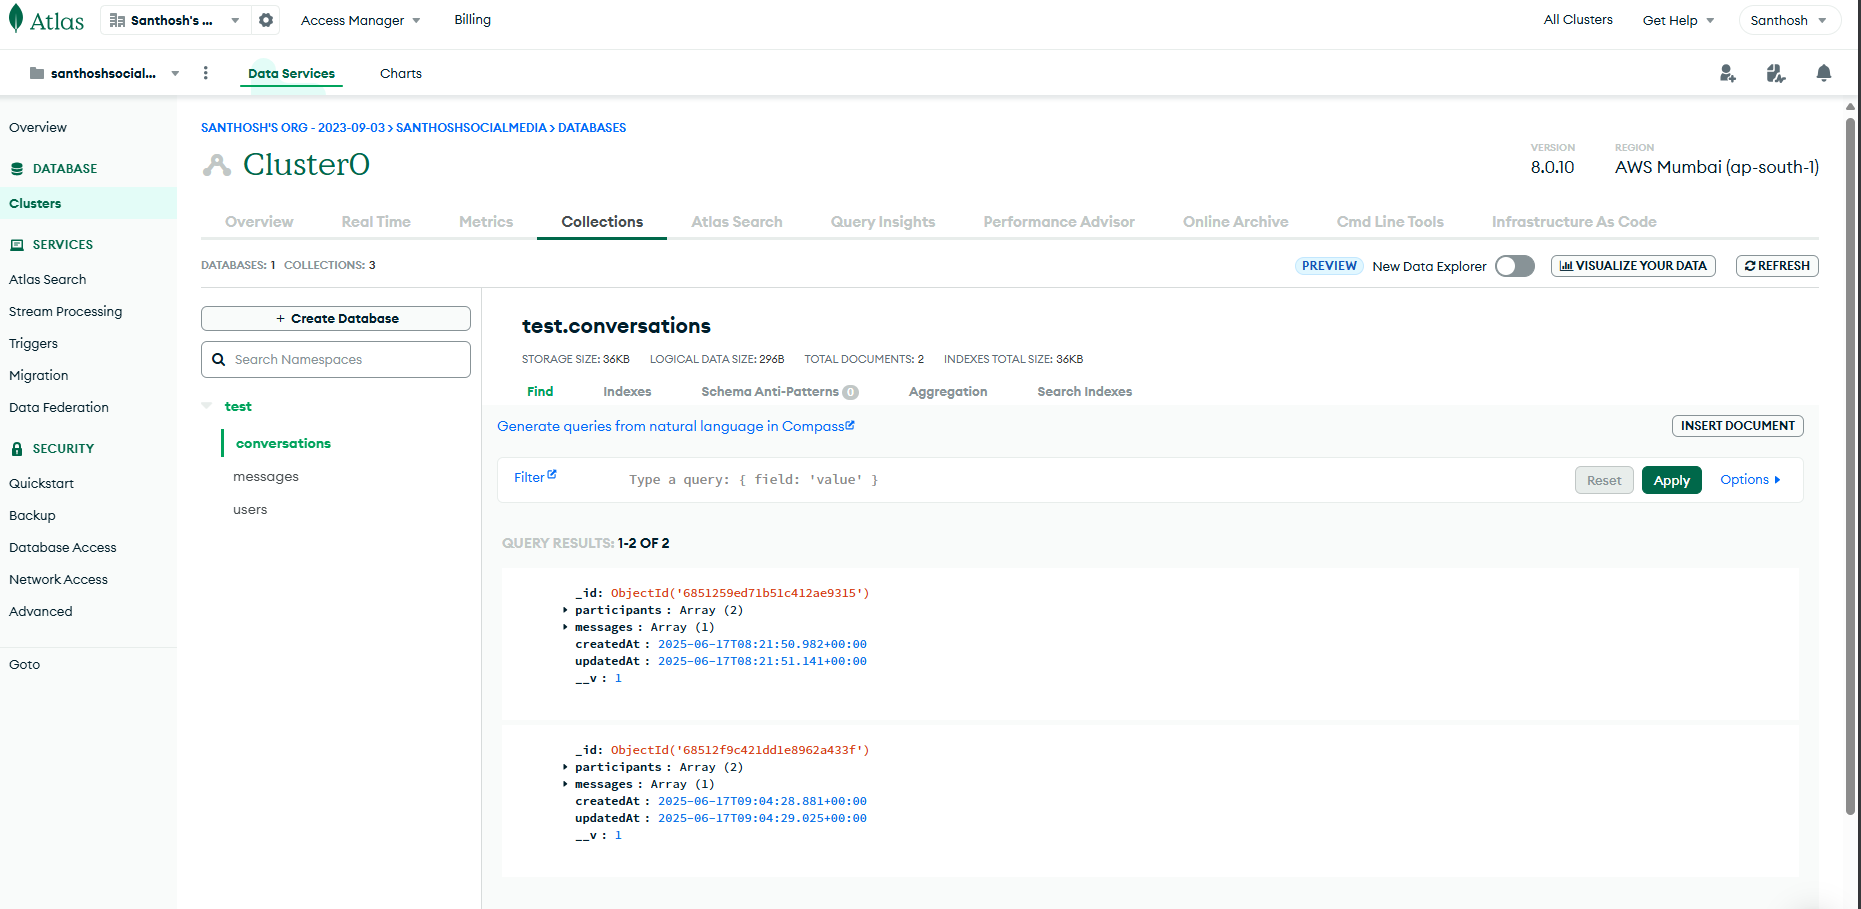 Atlas
Santhosh's ...
Access Manager
Billing
All Clusters
Get Help
Santhosh
santhoshsocial...
Data Services
Charts
Overview
DATABASE
Clusters
SERVICES
Atlas Search
Stream Processing
Triggers
Migration
Data Federation
SECURITY
Quickstart
Backup
Database Access
Network Access
Advanced
Goto
SANTHOSH'S ORG - 2023-09-03 > SANTHOSHSOCIALMEDIA > DATABASES
Cluster0
VERSION
8.0.10
REGION
AWS Mumbai (ap-south-1)
Overview
Real Time
Metrics
Collections
Atlas Search
Query Insights
Performance Advisor
Online Archive
Cmd Line Tools
Infrastructure As Code
DATABASES: 1 COLLECTIONS: 3
PREVIEW
New Data Explorer
VISUALIZE YOUR DATA
REFRESH
+ Create Database
Search Namespaces
test
conversations
messages
users
test.conversations
STORAGE SIZE: 36KB LOGICAL DATA SIZE: 296B TOTAL DOCUMENTS: 2 INDEXES TOTAL SIZE: 36KB
Find
Indexes
Schema Anti-Patterns 0
Aggregation
Search Indexes
Generate queries from natural language in Compass
INSERT DOCUMENT
Filter
Type a query: { field: 'value' }
Reset
Apply
Options
QUERY RESULTS: 1-2 OF 2
_id: ObjectId('6851259ed71b51c412ae9315')
participants : Array (2)
messages : Array (1)
createdAt : 2025-06-17T08:21:50.982+00:00
updatedAt : 2025-06-17T08:21:51.141+00:00
__v : 1
_id: ObjectId('68512f9c421dd1e8962a433f')
participants : Array (2)
messages : Array (1)
createdAt : 2025-06-17T09:04:28.881+00:00
updatedAt : 2025-06-17T09:04:29.025+00:00
__v : 1